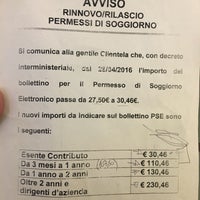 AVVISO
RINNOVO/RILASCIO
PERMESSI DI SOGGIORNO
Si comunica alla gentile Clientela che, con decreto
interministeriale, dal 28/04/2016 l'importo del
bollettino per il Permesso di Soggiorno
Elettronico passa da 27,50€ a 30,46€.
I nuovi importi da indicare sul bollettino PSE sono
i seguenti:
Esente Contributo € 30,46
Da 3 mesi a 1 anno € 110,46
Da 1 anno a 2 anni € 130,46
Oltre 2 anni e € 230,46
dirigenti d'azienda